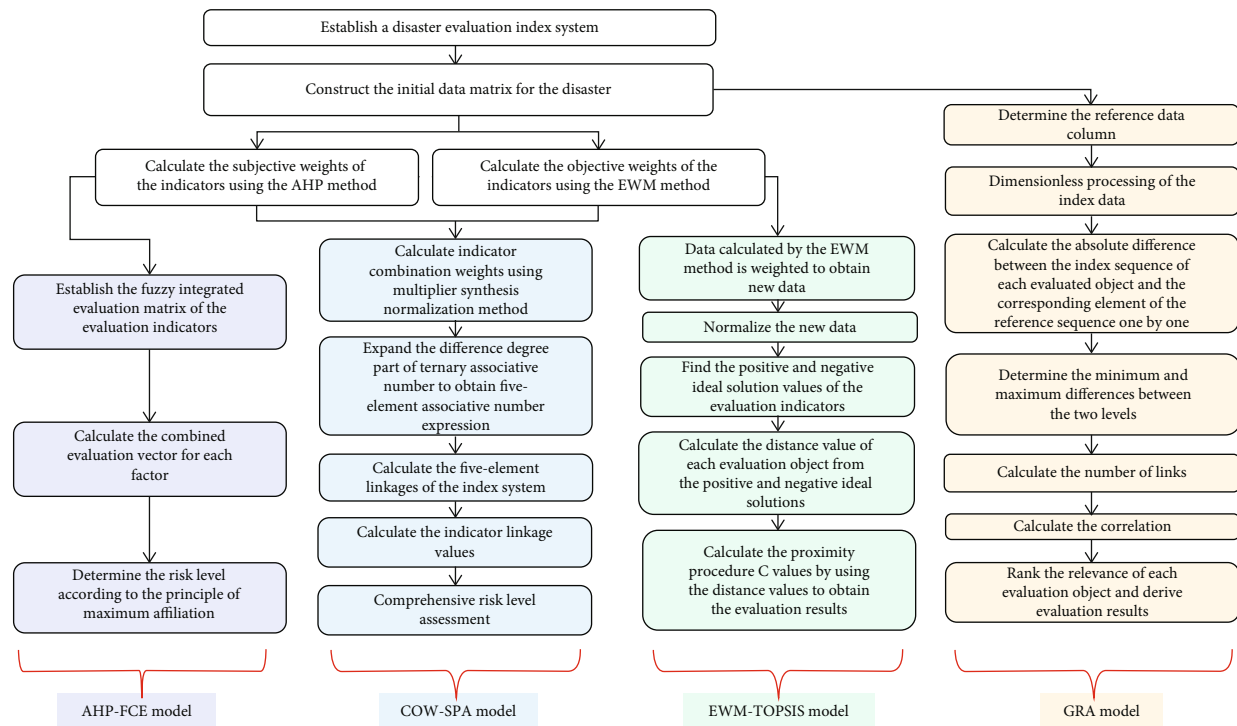 Establish a disaster evaluation index system
Construct the initial data matrix for the disaster
Calculate the subjective weights of
the indicators using the AHP method
Calculate the objective weights of the
indicators using the EWM method
Establish the fuzzy integrated
evaluation matrix of the
evaluation indicators
Calculate the combined
evaluation vector for each
factor
Determine the risk level
according to the principle of
maximum affiliation
AHP-FCE model
Calculate indicator
combination weights using
multiplier synthesis
normalization method
Expand the difference degree
part of ternary associative
number to obtain five-
element associative number
expression
Calculate the five-element
linkages of the index system
Calculate the indicator linkage
values
Comprehensive risk level
assessment
COW-SPA model
Data calculated by the EWM
method is weighted to obtain
new data
Normalize the new data
Find the positive and negative
ideal solution values of the
evaluation indicators
Calculate the distance value of
each evaluation object from
the positive and negative ideal
solutions
Calculate the proximity
procedure C values by using
the distance values to obtain
the evaluation results
EWM-TOPSIS model
Determine the reference data
column
Dimensionless processing of the
index data
Calculate the absolute difference
between the index sequence of
each evaluated object and the
corresponding element of the
reference sequence one by one
Determine the minimum and
maximum differences between
the two levels
Calculate the number of links
Calculate the correlation
Rank the relevance of each
evaluation object and derive
evaluation results
GRA model